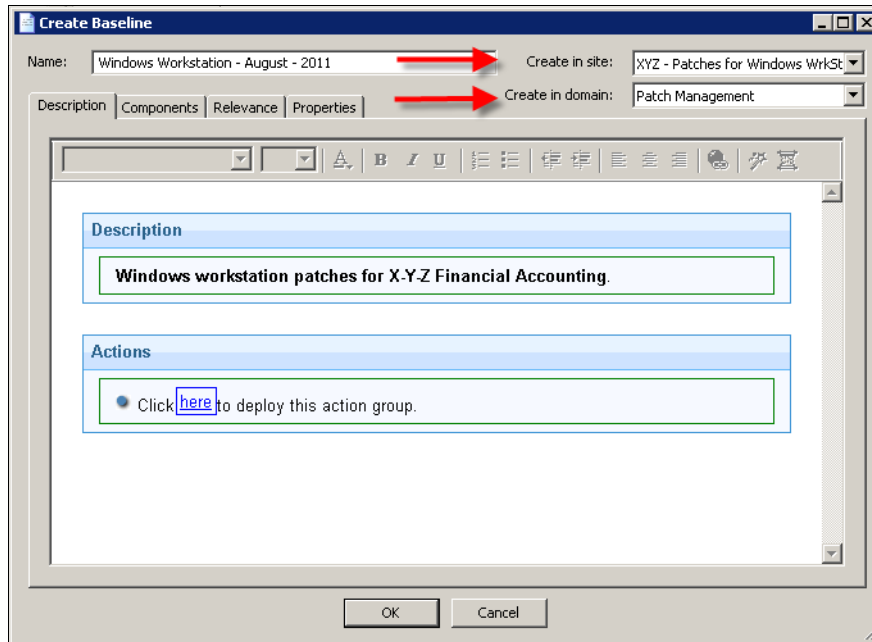 Create Baseline
Name: Windows Workstation - August - 2011 Create in site: XYZ - Patches for Windows WrkSt
Create in domain: Patch Management
Description Components Relevance Properties
A B I U
Description
Windows workstation patches for X-Y-Z Financial Accounting.
Actions
Click here to deploy this action group.
OK Cancel